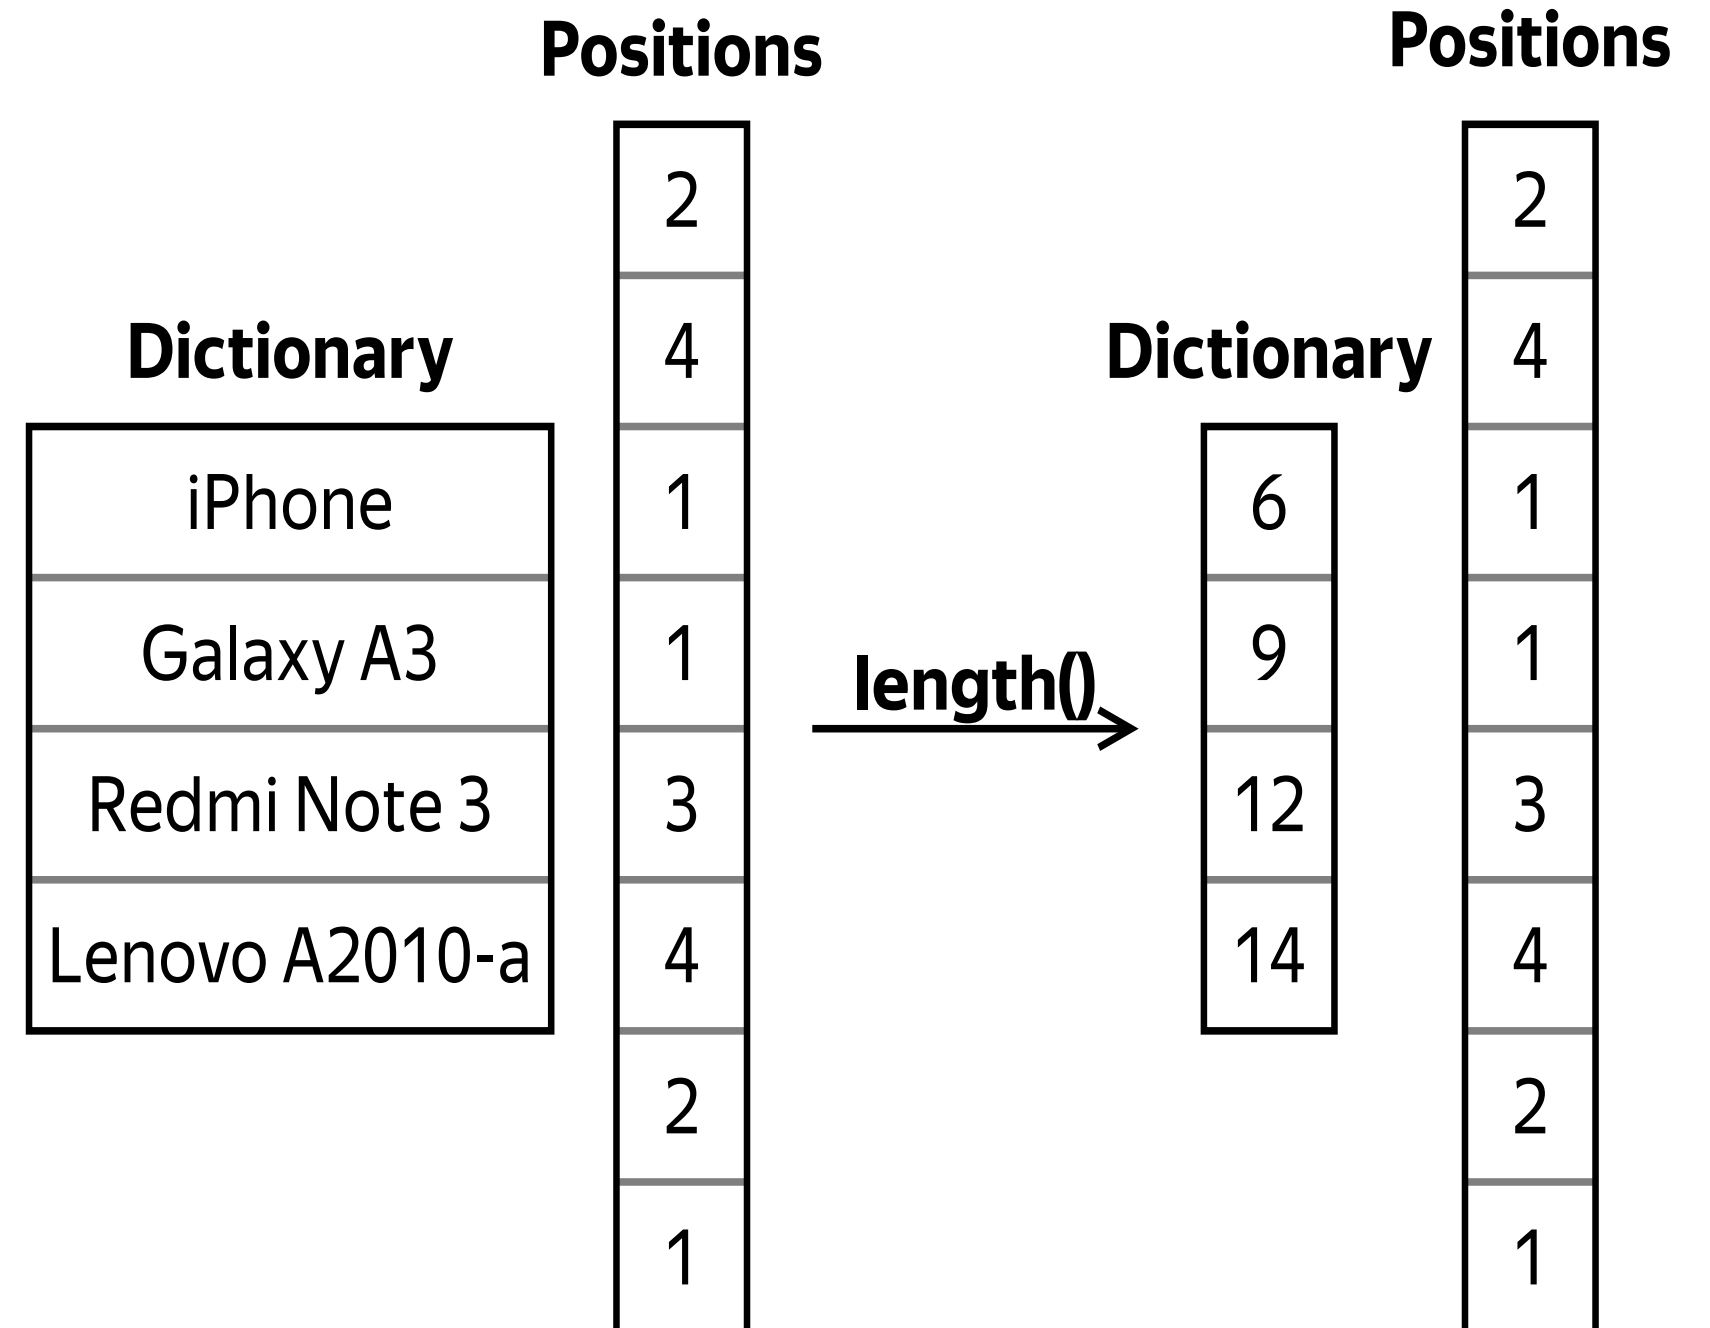 Positions
2
4
1
1
3
4
2
1
Dictionary
iPhone
Galaxy A3
Redmi Note 3
Lenovo A2010-a
length()
Dictionary
6
9
12
14
Positions
2
4
1
1
3
4
2
1